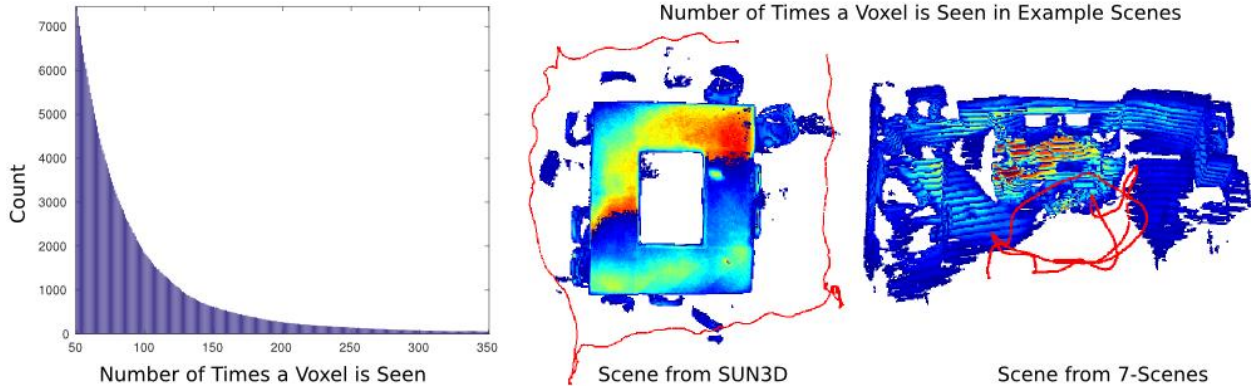 Number of Times a Voxel is Seen in Example Scenes
7000
6000
5000
4000
3000
2000
1000
0
Count
50 100 150 200 250 300 350
Number of Times a Voxel is Seen
Scene from SUN3D
Scene from 7-Scenes